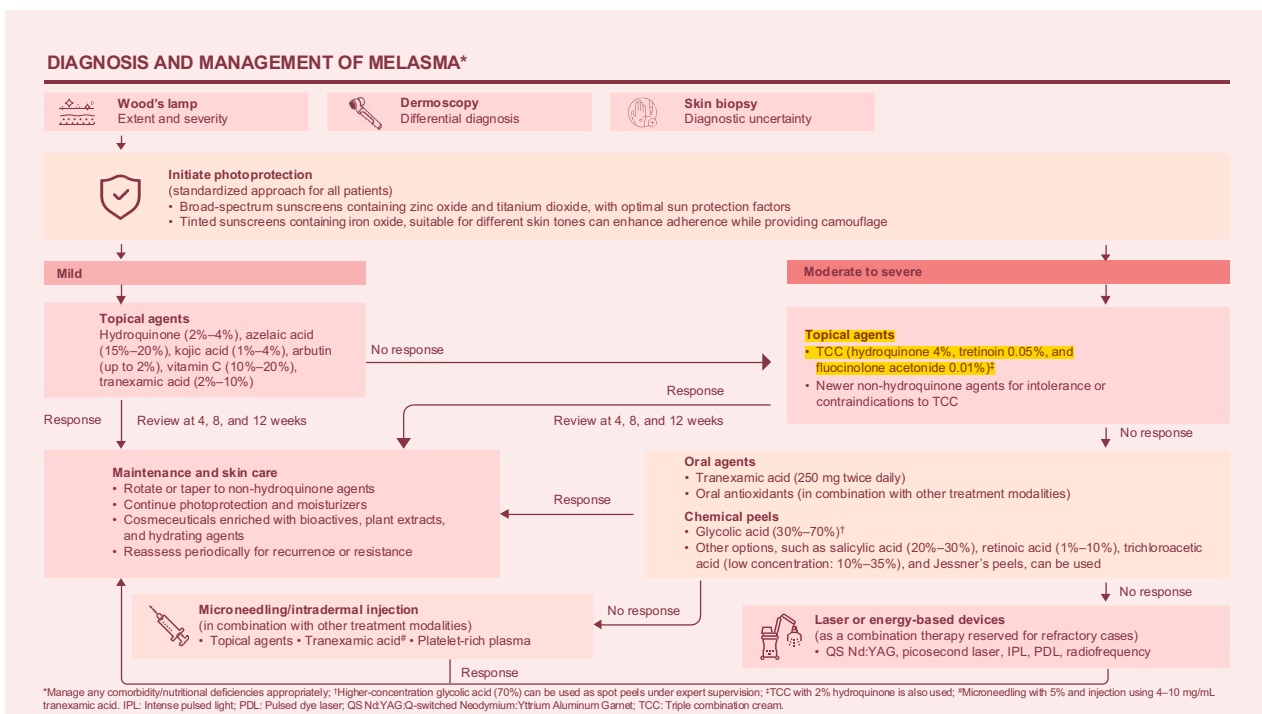 DIAGNOSIS AND MANAGEMENT OF MELASMA*
Wood's lamp
Extent and severity
Dermoscopy
Differential diagnosis
Skin biopsy
Diagnostic uncertainty
Initiate photoprotection
(standardized approach for all patients)
• Broad-spectrum sunscreens containing zinc oxide and titanium dioxide, with optimal sun protection factors
• Tinted sunscreens containing iron oxide, suitable for different skin tones can enhance adherence while providing camouflage
Mild
Moderate to severe
Topical agents
Hydroquinone (2%–4%), azelaic acid
(15%–20%), kojic acid (1%–4%), arbutin
(up to 2%), vitamin C (10%–20%),
tranexamic acid (2%–10%)
No response
Topical agents
• TCC (hydroquinone 4%, tretinoin 0.05%, and
fluocinolone acetonide 0.01%)‡
• Newer non-hydroquinone agents for intolerance or
contraindications to TCC
Response
Review at 4, 8, and 12 weeks
Response
Review at 4, 8, and 12 weeks
No response
Maintenance and skin care
• Rotate or taper to non-hydroquinone agents
• Continue photoprotection and moisturizers
• Cosmeceuticals enriched with bioactives, plant extracts,
and hydrating agents
• Reassess periodically for recurrence or resistance
Response
Oral agents
• Tranexamic acid (250 mg twice daily)
• Oral antioxidants (in combination with other treatment modalities)
Chemical peels
• Glycolic acid (30%–70%)†
• Other options, such as salicylic acid (20%–30%), retinoic acid (1%–10%), trichloroacetic
acid (low concentration: 10%–35%), and Jessner's peels, can be used
No response
No response
Microneedling/intradermal injection
(in combination with other treatment modalities)
• Topical agents • Tranexamic acid# • Platelet-rich plasma
Laser or energy-based devices
(as a combination therapy reserved for refractory cases)
• QS Nd:YAG, picosecond laser, IPL, PDL, radiofrequency
Response
*Manage any comorbidity/nutritional deficiencies appropriately; †Higher-concentration glycolic acid (70%) can be used as spot peels under expert supervision; ‡TCC with 2% hydroquinone is also used; #Microneedling with 5% and injection using 4–10 mg/mL
tranexamic acid. IPL: Intense pulsed light; PDL: Pulsed dye laser; QS Nd:YAG:Q-switched Neodymium:Yttrium Aluminum Garnet; TCC: Triple combination cream.